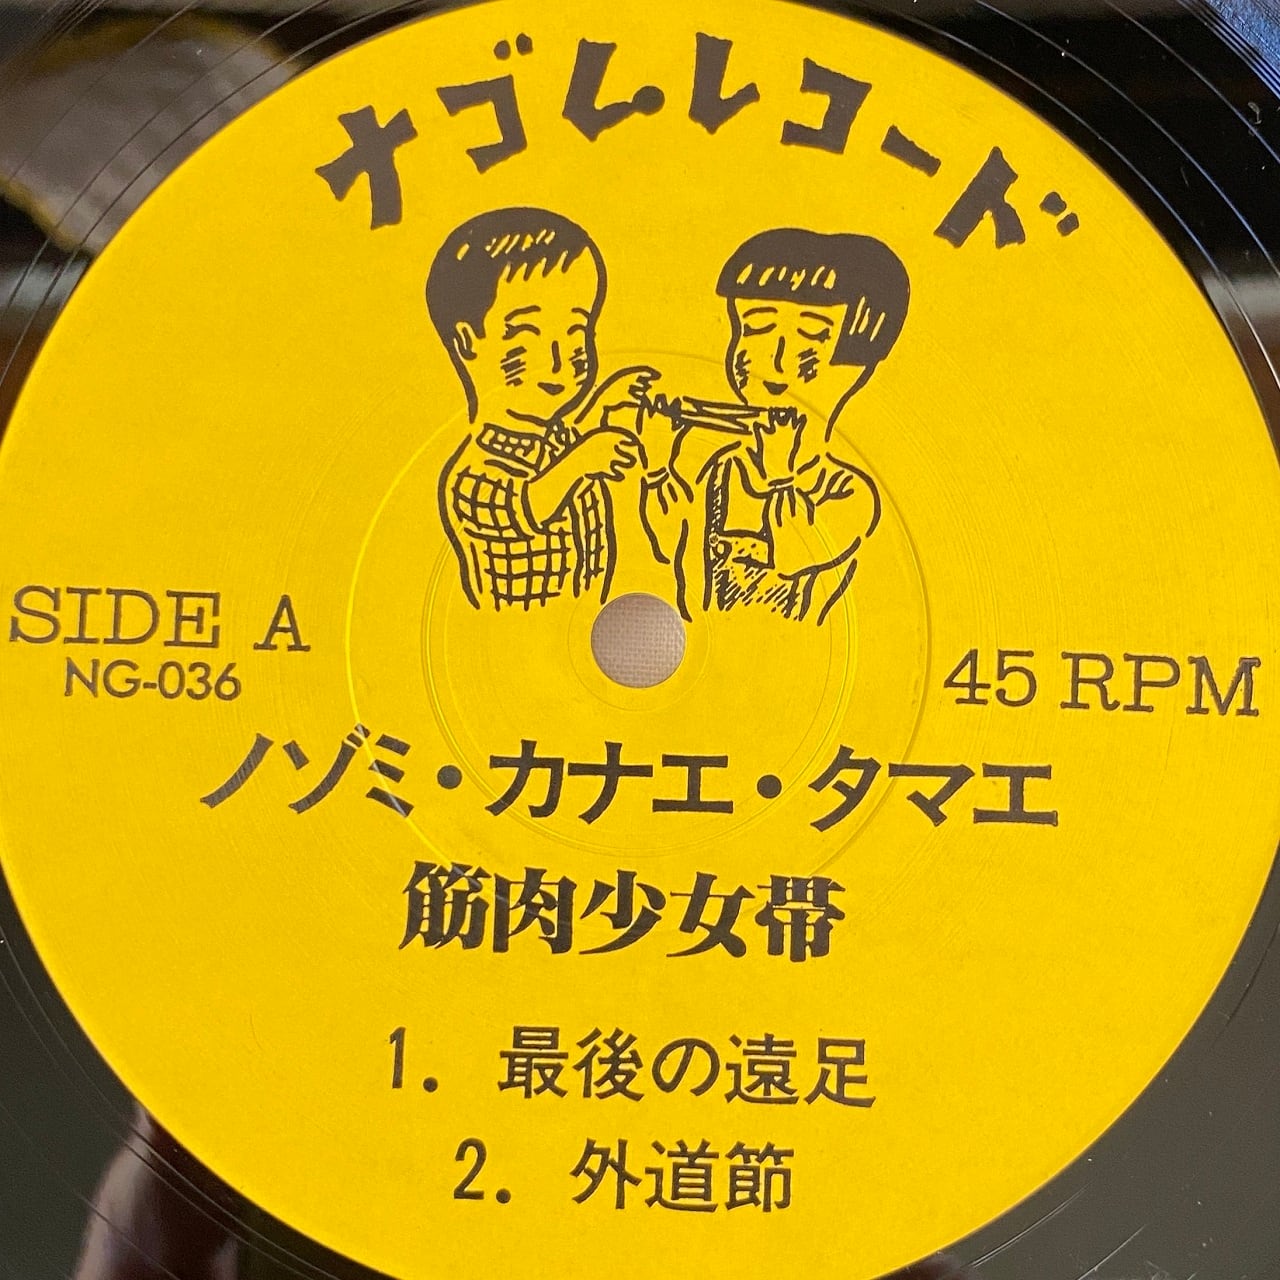 ナゴムレコード
SIDE A
NG-036
45 RPM
ノゾミ・カナエ・タマエ
筋肉少女帯
1. 最後の遠足
2. 外道節